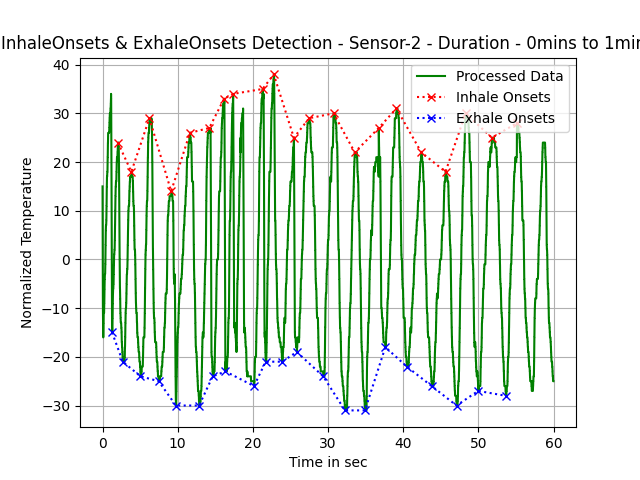 InhaleOnsets & ExhaleOnsets Detection - Sensor-2 - Duration - 0mins to 1min
Processed Data
Inhale Onsets
Exhale Onsets
Normalized Temperature
40
30
20
10
0
−10
−20
−30
0 10 20 30 40 50 60
Time in sec